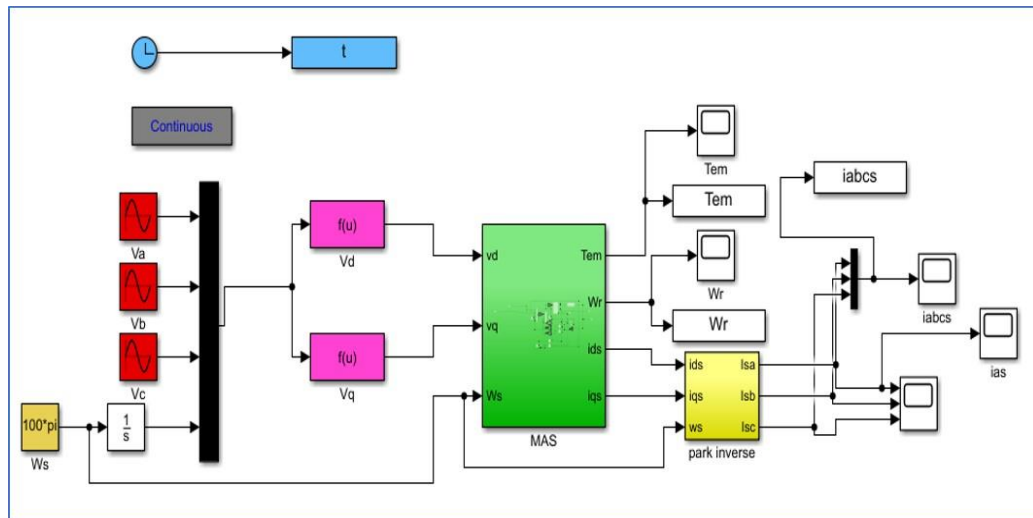 t
Continuous
Va
Vb
Vc
100*pi
Ws
1
s
f(u)
Vd
f(u)
Vq
vd
vq
Ws
Tem
Wr
ids
iqs
MAS
Tem
Tem
Wr
Wr
ids
iqs
ws
Isa
Isb
Isc
park inverse
iabcs
iabcs
ias